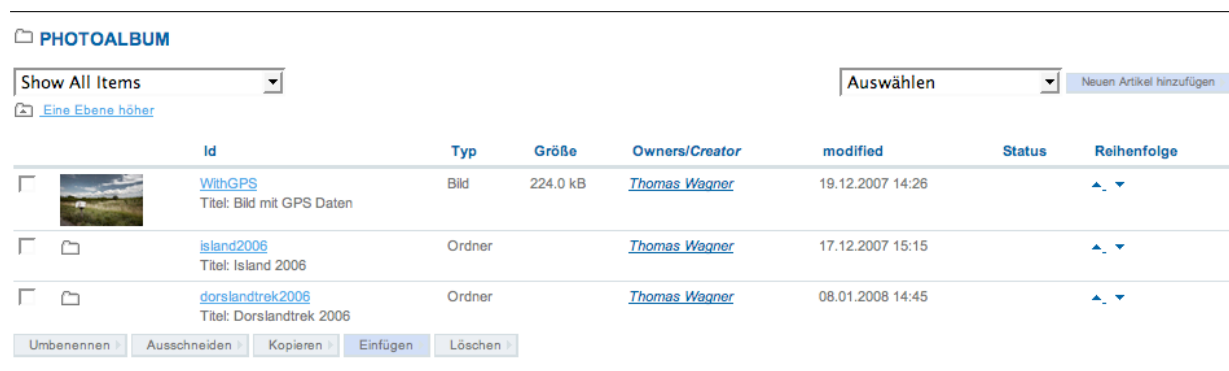 PHOTOALBUM
Show All Items Auswählen Neuen Artikel hinzufügen
Eine Ebene höher
Id Typ Größe Owners/Creator modified Status Reihenfolge
WithGPS Bild 224.0 kB Thomas Wagner 19.12.2007 14:26
Titel: Bild mit GPS Daten
island2006 Ordner Thomas Wagner 17.12.2007 15:15
Titel: Island 2006
dorslandtrek2006 Ordner Thomas Wagner 08.01.2008 14:45
Titel: Dorslandtrek 2006
Umbenennen Ausschneiden Kopieren Einfügen Löschen